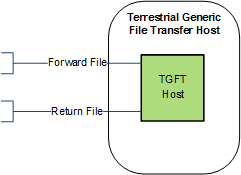 Terrestrial Generic
File Transfer Host
Forward File
TGFT
Host
Return File